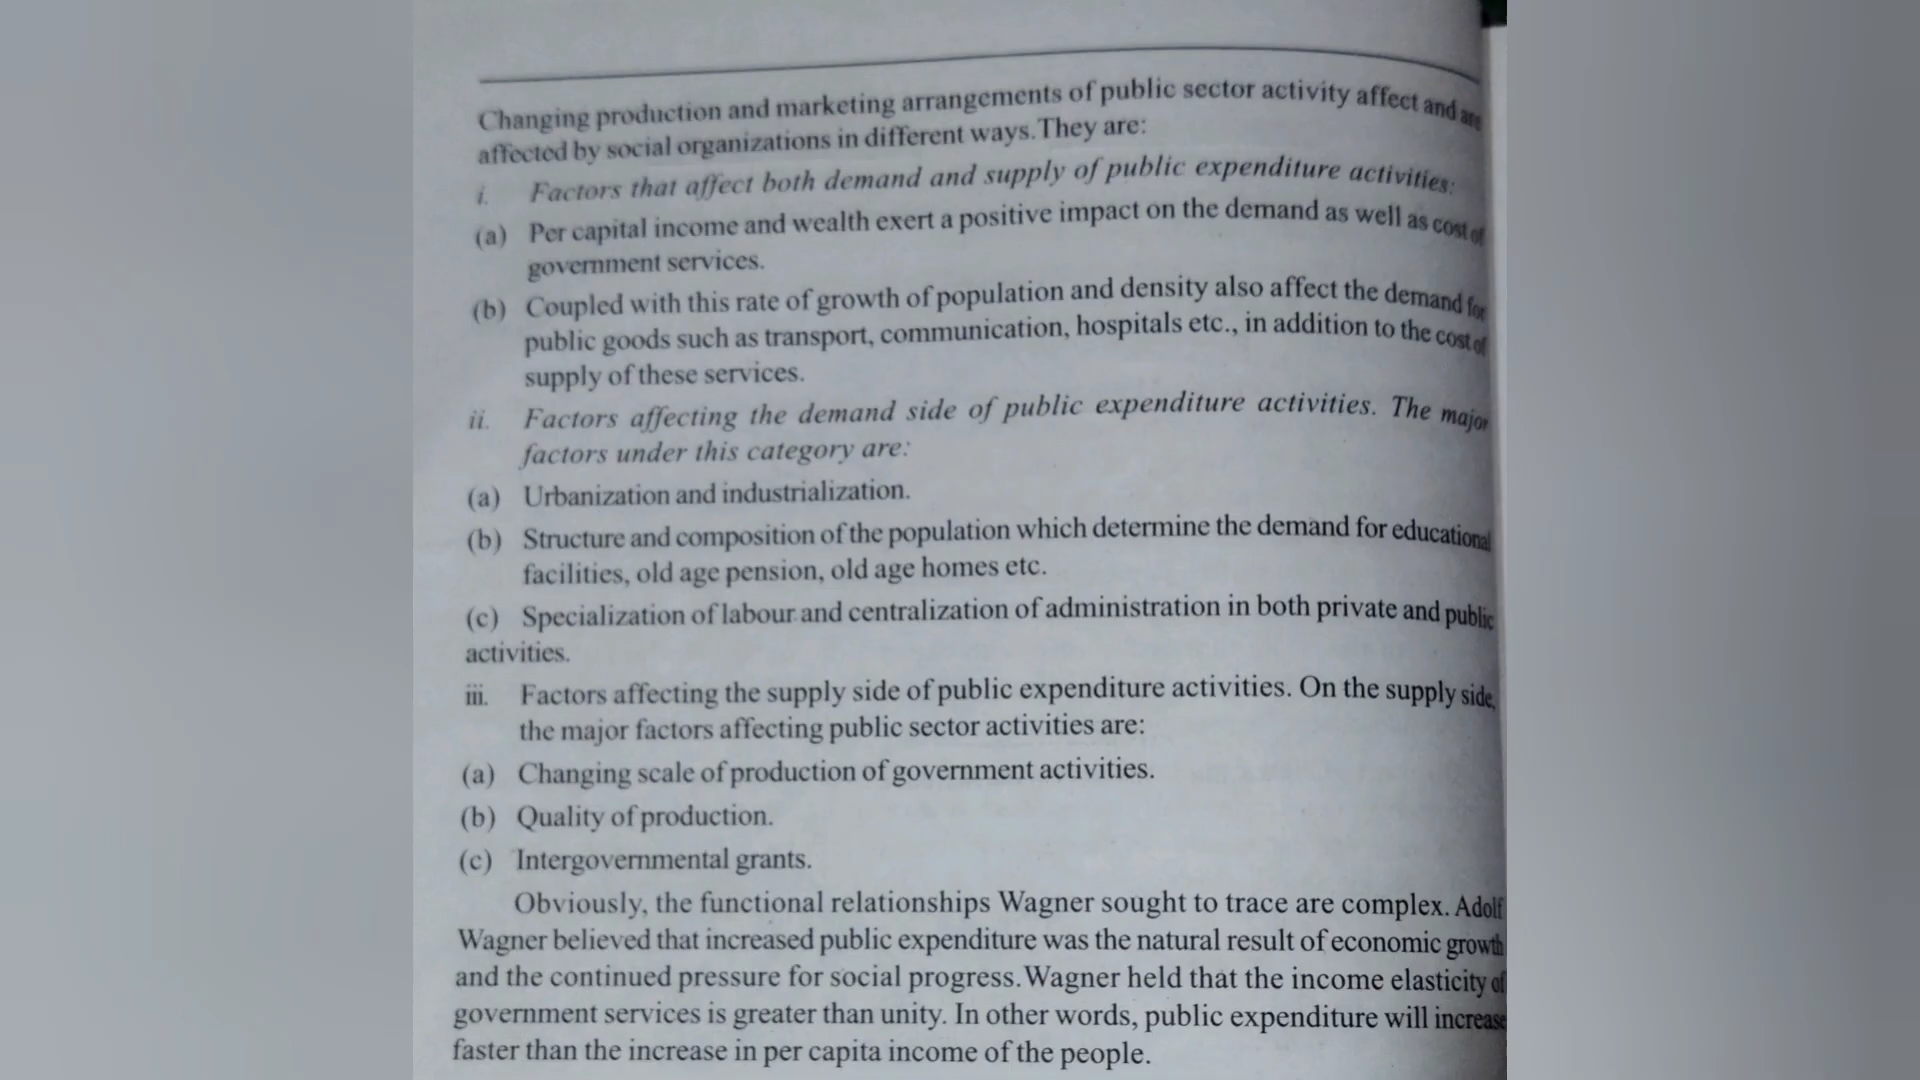 Changing production and marketing arrangements of public sector activity affect and are
affected by social organizations in different ways. They are:
i. Factors that affect both demand and supply of public expenditure activities:
(a) Per capital income and wealth exert a positive impact on the demand as well as cost of
government services.
(b) Coupled with this rate of growth of population and density also affect the demand for
public goods such as transport, communication, hospitals etc., in addition to the cost of
supply of these services.
ii. Factors affecting the demand side of public expenditure activities. The major
factors under this category are:
(a) Urbanization and industrialization.
(b) Structure and composition of the population which determine the demand for educational
facilities, old age pension, old age homes etc.
(c) Specialization of labour and centralization of administration in both private and public
activities.
iii. Factors affecting the supply side of public expenditure activities. On the supply side,
the major factors affecting public sector activities are:
(a) Changing scale of production of government activities.
(b) Quality of production.
(c) Intergovernmental grants.
Obviously, the functional relationships Wagner sought to trace are complex. Adolf
Wagner believed that increased public expenditure was the natural result of economic growth
and the continued pressure for social progress. Wagner held that the income elasticity of
government services is greater than unity. In other words, public expenditure will increase
faster than the increase in per capita income of the people.